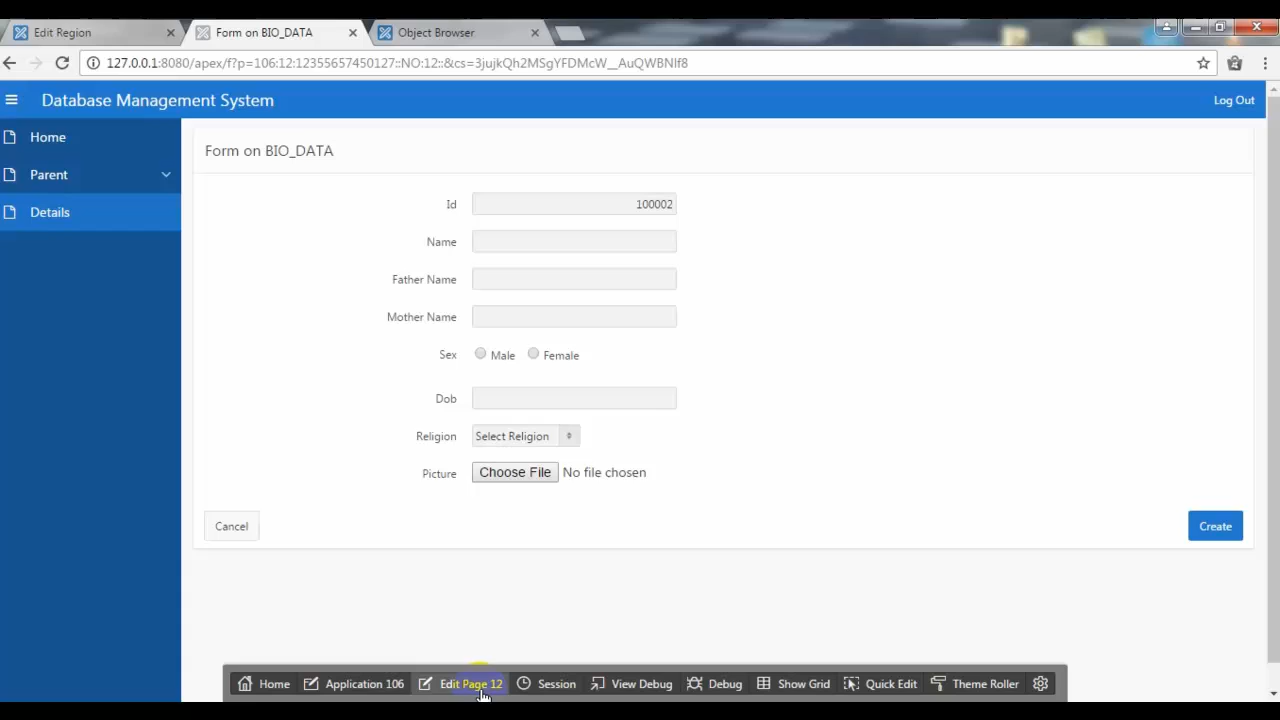 Edit Region
Form on BIO_DATA
Object Browser
127.0.0.1:8080/apex/f?p=106:12:12355657450127::NO:12::&cs=3jujkQh2MSgYFDMcW__AuQWBNIf8
Database Management System
Log Out
Home
Parent
Details
Form on BIO_DATA
Id 100002
Name
Father Name
Mother Name
Sex Male Female
Dob
Religion Select Religion
Picture Choose File No file chosen
Cancel
Create
Home Application 106 Edit Page 12 Session View Debug Debug Show Grid Quick Edit Theme Roller